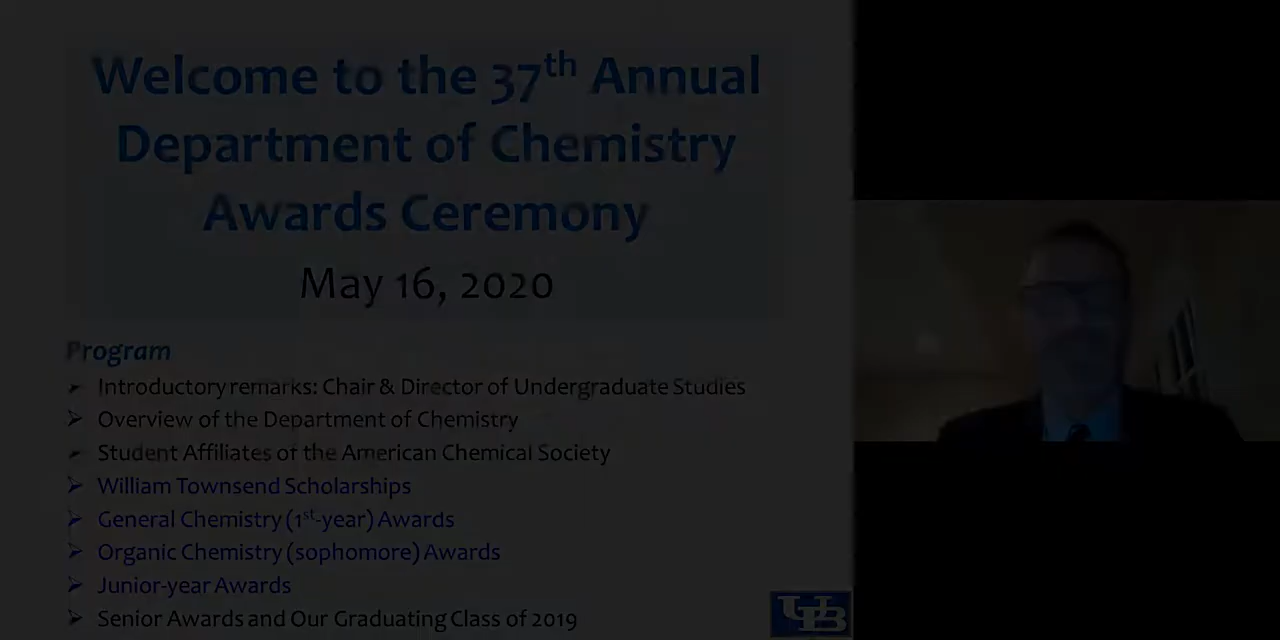 Welcome to the 37th Annual
Department of Chemistry
Awards Ceremony
May 16, 2020
Program
➢ Introductory remarks: Chair & Director of Undergraduate Studies
➢ Overview of the Department of Chemistry
➢ Student Affiliates of the American Chemical Society
➢ William Townsend Scholarships
➢ General Chemistry (1st-year) Awards
➢ Organic Chemistry (sophomore) Awards
➢ Junior-year Awards
➢ Senior Awards and Our Graduating Class of 2019
UB